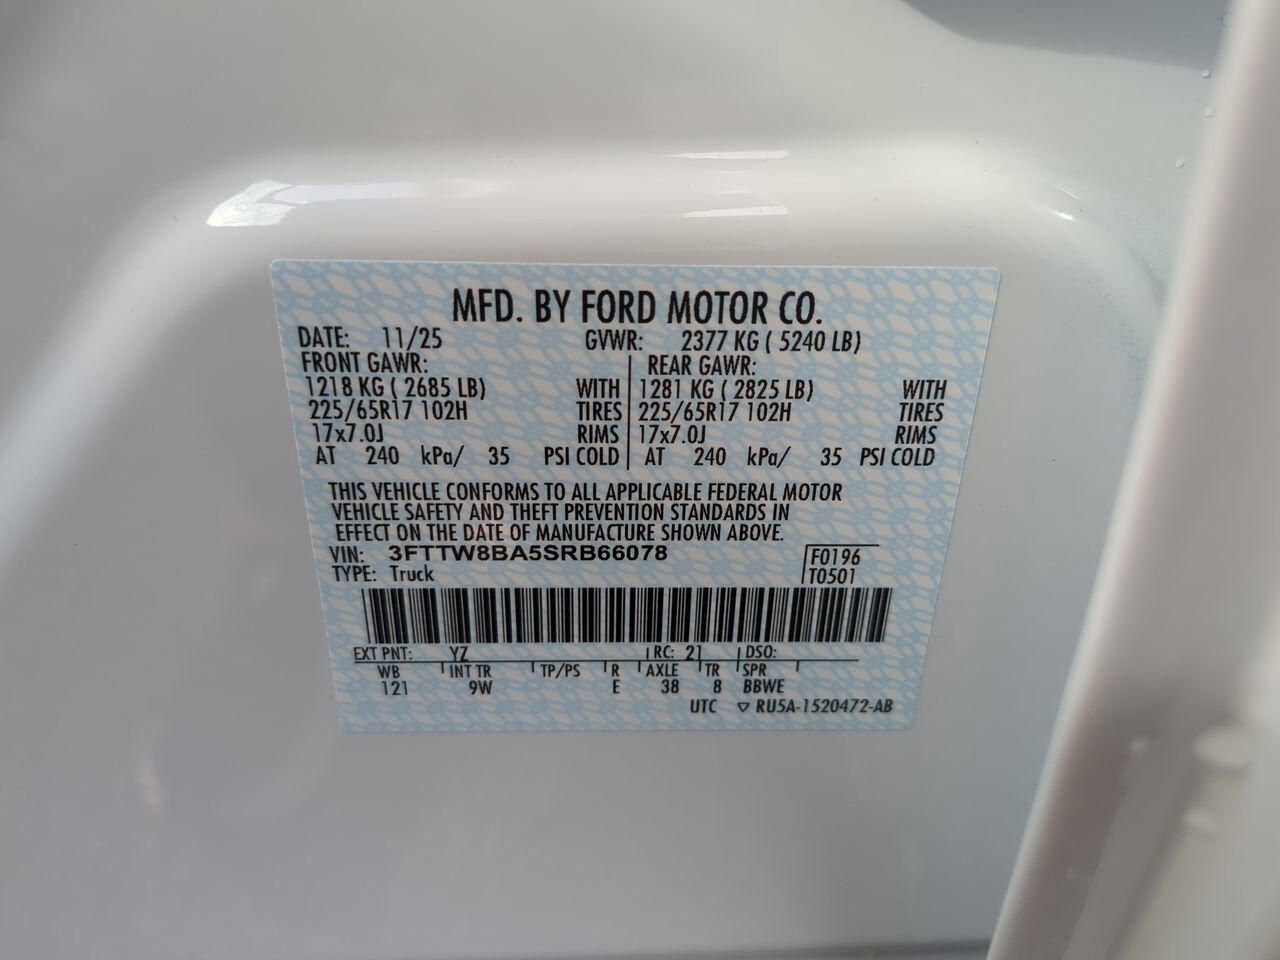 MFD. BY FORD MOTOR CO.
DATE: 11/25 GVWR: 2377 KG ( 5240 LB)
FRONT GAWR: REAR GAWR:
1218 KG ( 2685 LB) WITH 1281 KG ( 2825 LB) WITH
225/65R17 102H TIRES 225/65R17 102H TIRES
17x7.0J RIMS 17x7.0J RIMS
AT 240 kPa/ 35 PSI COLD AT 240 kPa/ 35 PSI COLD
THIS VEHICLE CONFORMS TO ALL APPLICABLE FEDERAL MOTOR
VEHICLE SAFETY AND THEFT PREVENTION STANDARDS IN
EFFECT ON THE DATE OF MANUFACTURE SHOWN ABOVE.
VIN: 3FTTW8BA5SRB66078 F0196
TYPE: Truck T0501
EXT PNT: YZ RC: 21 DSO:
WB INT TR TP/PS R AXLE TR SPR
121 9W E 38 8 BBWE
UTC ▽ RU5A-1520472-AB